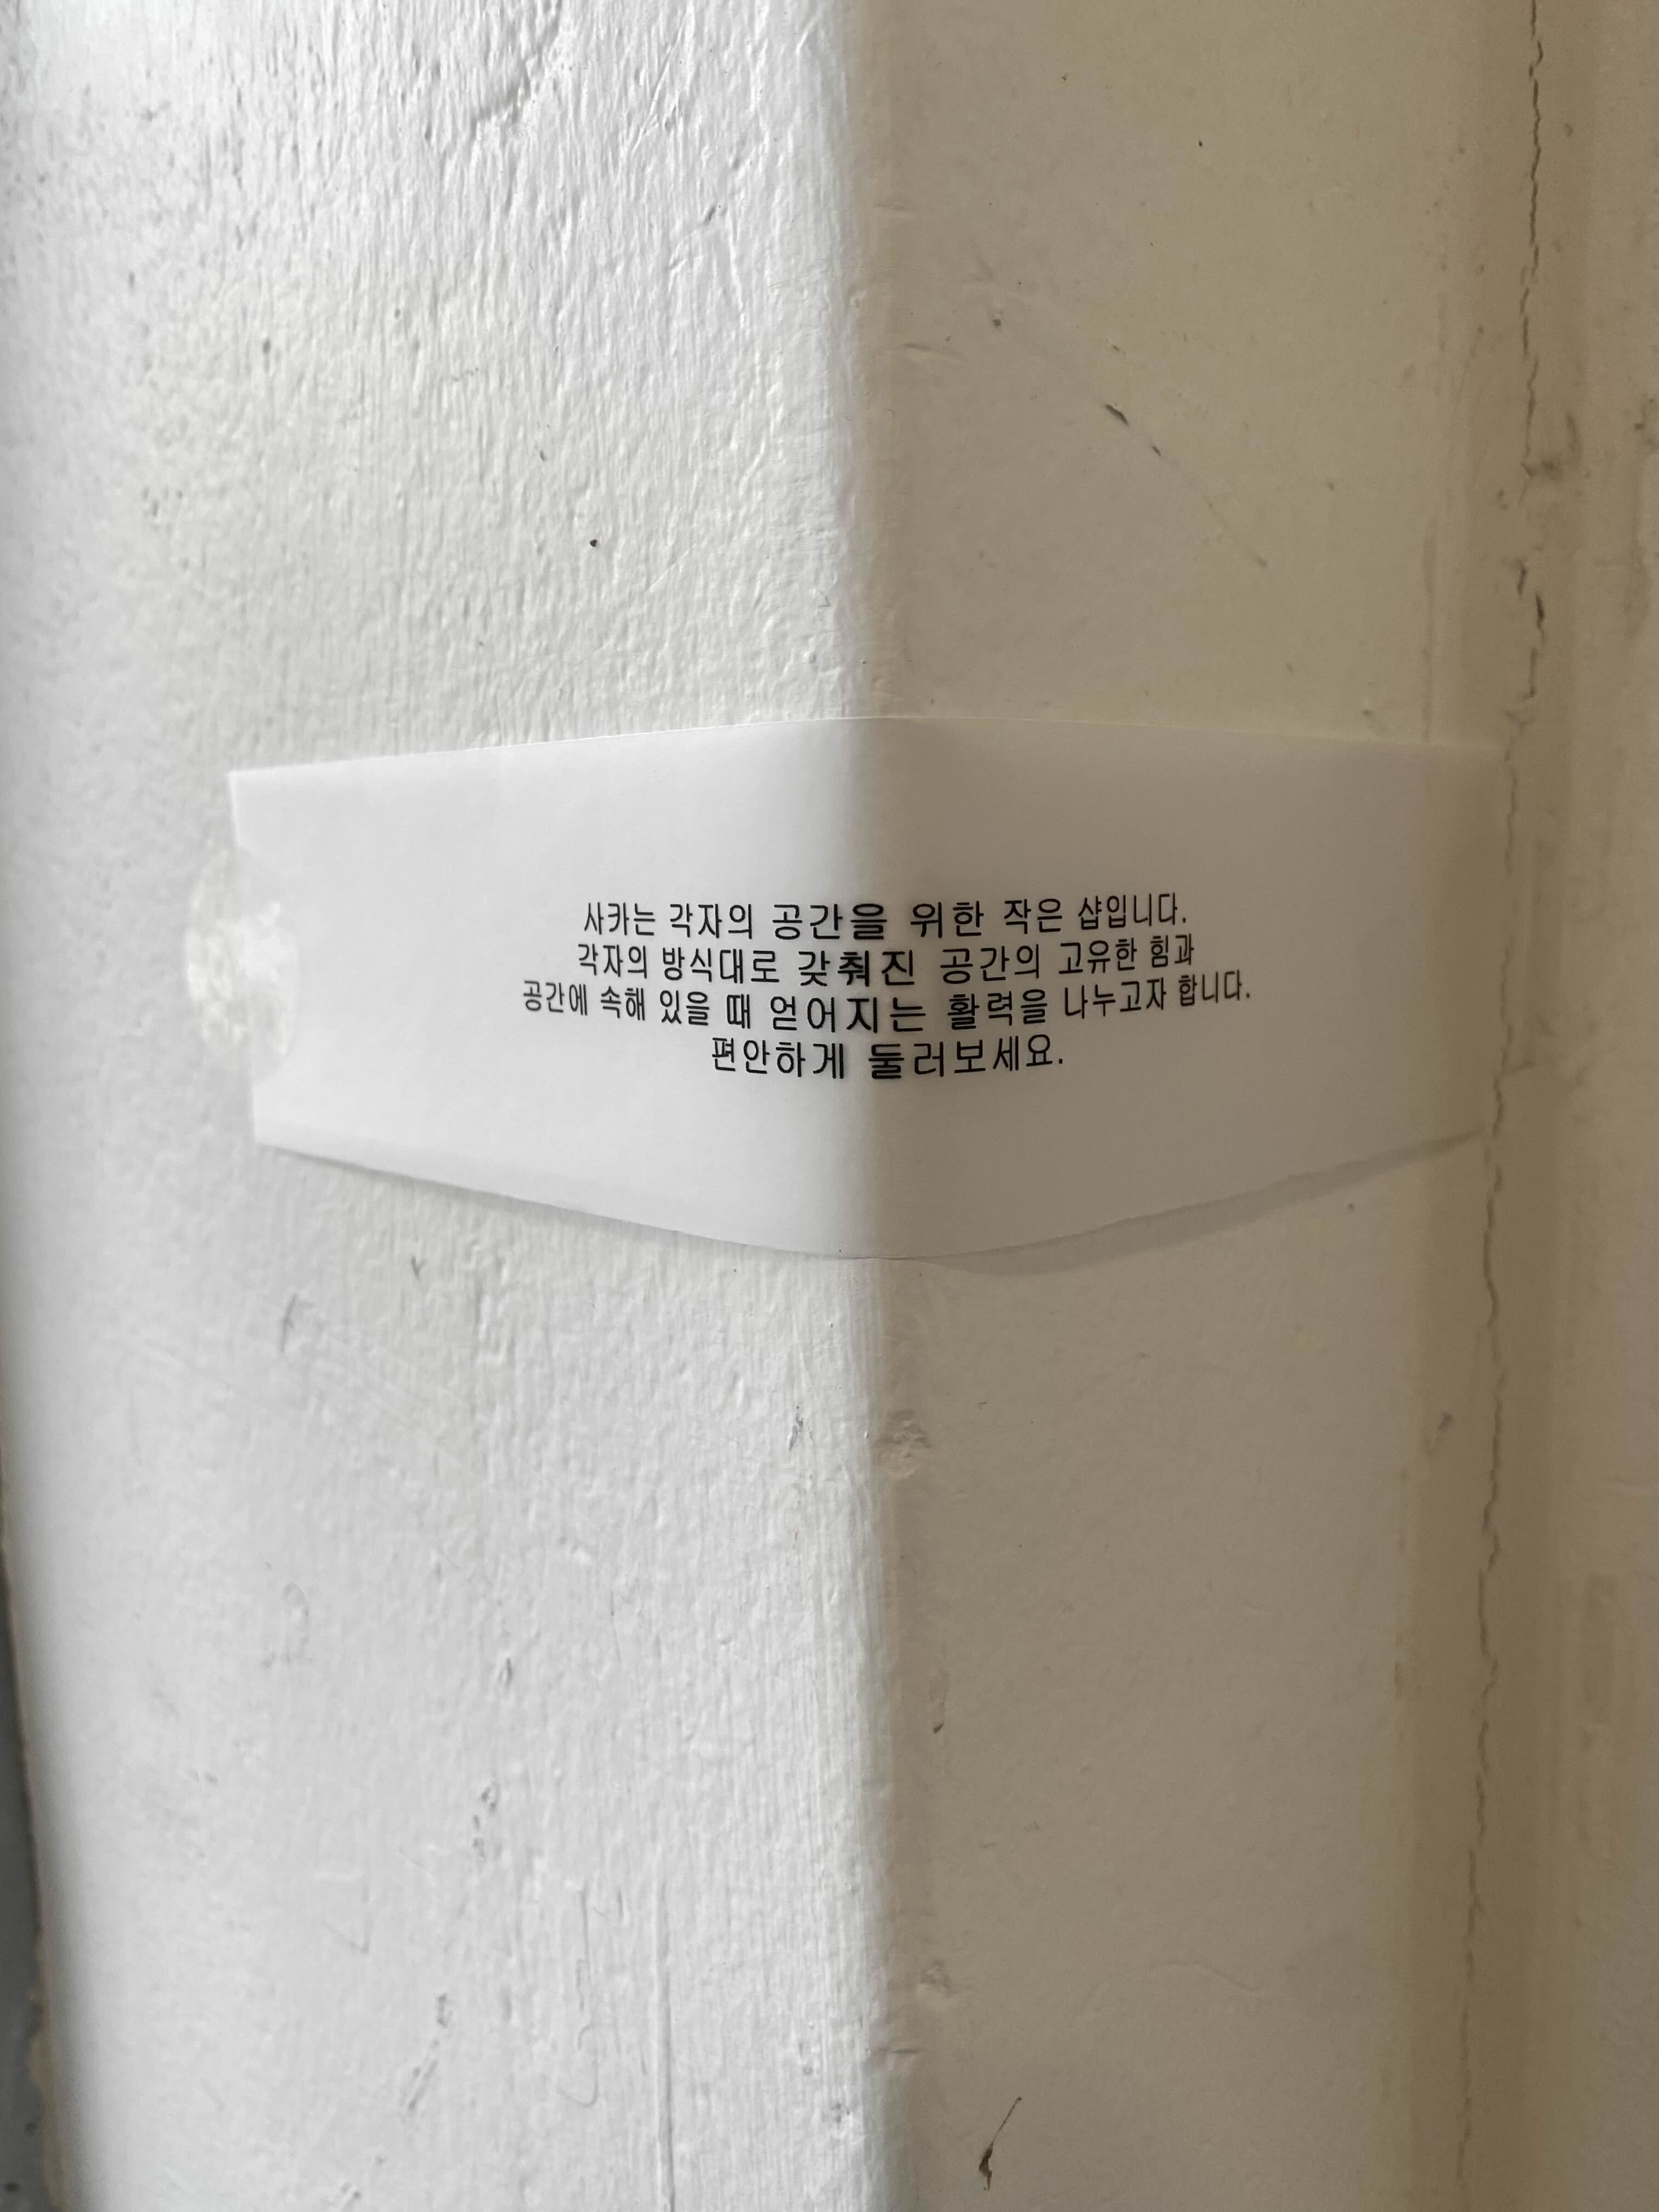 사카는 각자의 공간을 위한 작은 샵입니다.
각자의 방식대로 갖춰진 공간의 고유한 힘과
공간에 속해 있을 때 얻어지는 활력을 나누고자 합니다.
편안하게 둘러보세요.